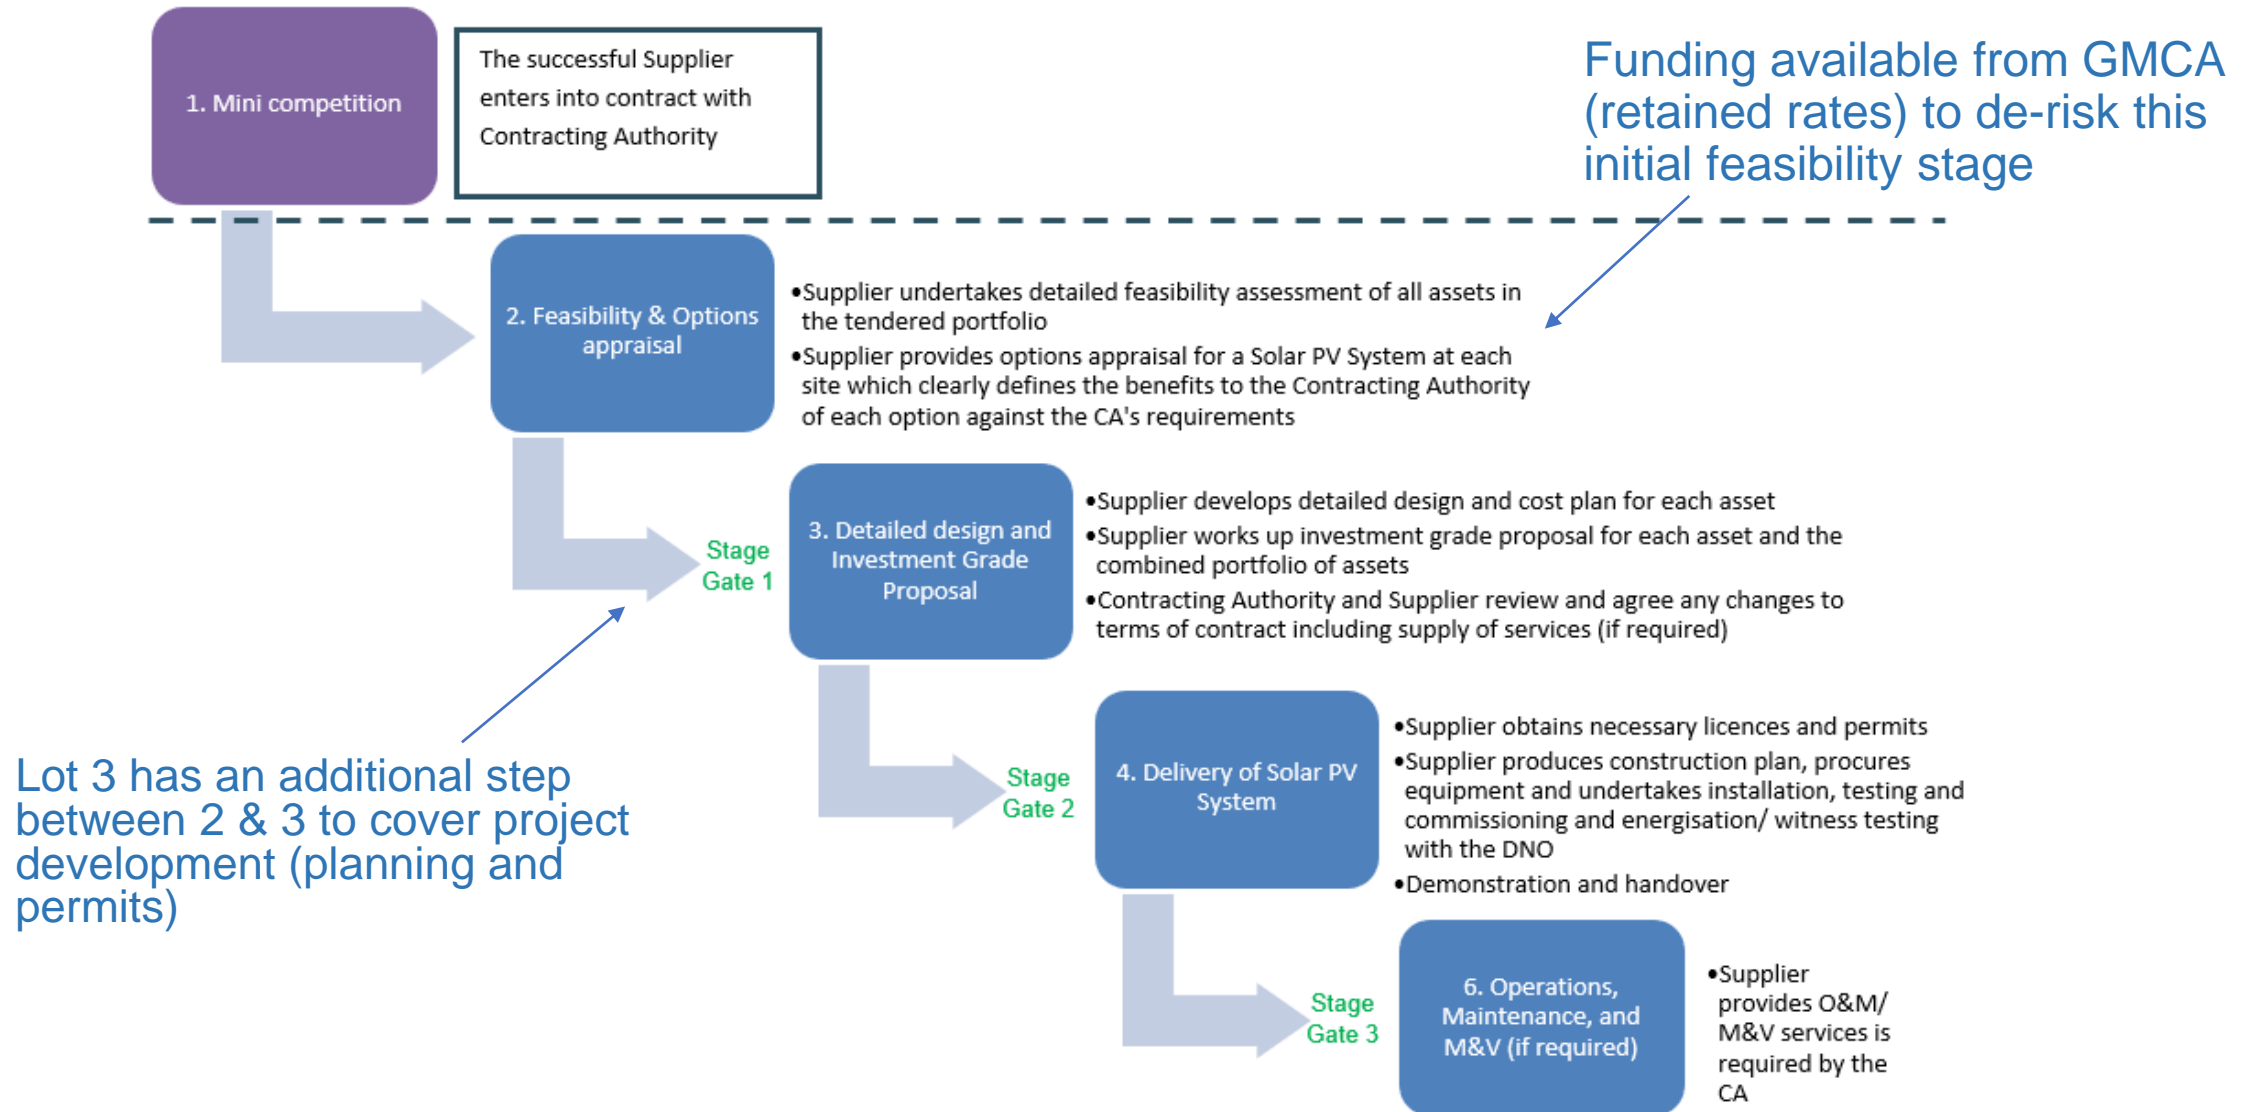 1. Mini competition
The successful Supplier
enters into contract with
Contracting Authority
Funding available from GMCA
(retained rates) to de-risk this
initial feasibility stage
2. Feasibility & Options
appraisal
•Supplier undertakes detailed feasibility assessment of all assets in
the tendered portfolio
•Supplier provides options appraisal for a Solar PV System at each
site which clearly defines the benefits to the Contracting Authority
of each option against the CA's requirements
Stage
Gate 1
3. Detailed design and
Investment Grade
Proposal
•Supplier develops detailed design and cost plan for each asset
•Supplier works up investment grade proposal for each asset and the
combined portfolio of assets
•Contracting Authority and Supplier review and agree any changes to
terms of contract including supply of services (if required)
Lot 3 has an additional step
between 2 & 3 to cover project
development (planning and
permits)
Stage
Gate 2
4. Delivery of Solar PV
System
•Supplier obtains necessary licences and permits
•Supplier produces construction plan, procures
equipment and undertakes installation, testing and
commissioning and energisation/ witness testing
with the DNO
•Demonstration and handover
Stage
Gate 3
6. Operations,
Maintenance, and
M&V (if required)
•Supplier
provides O&M/
M&V services is
required by the
CA